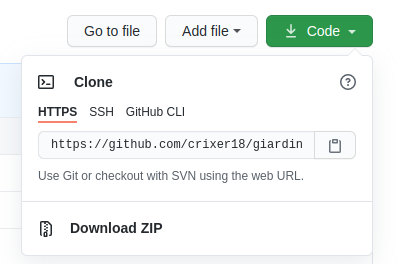 Go to file Add file Code
Clone
HTTPS SSH GitHub CLI
https://github.com/crixer18/giardin
Use Git or checkout with SVN using the web URL.
Download ZIP